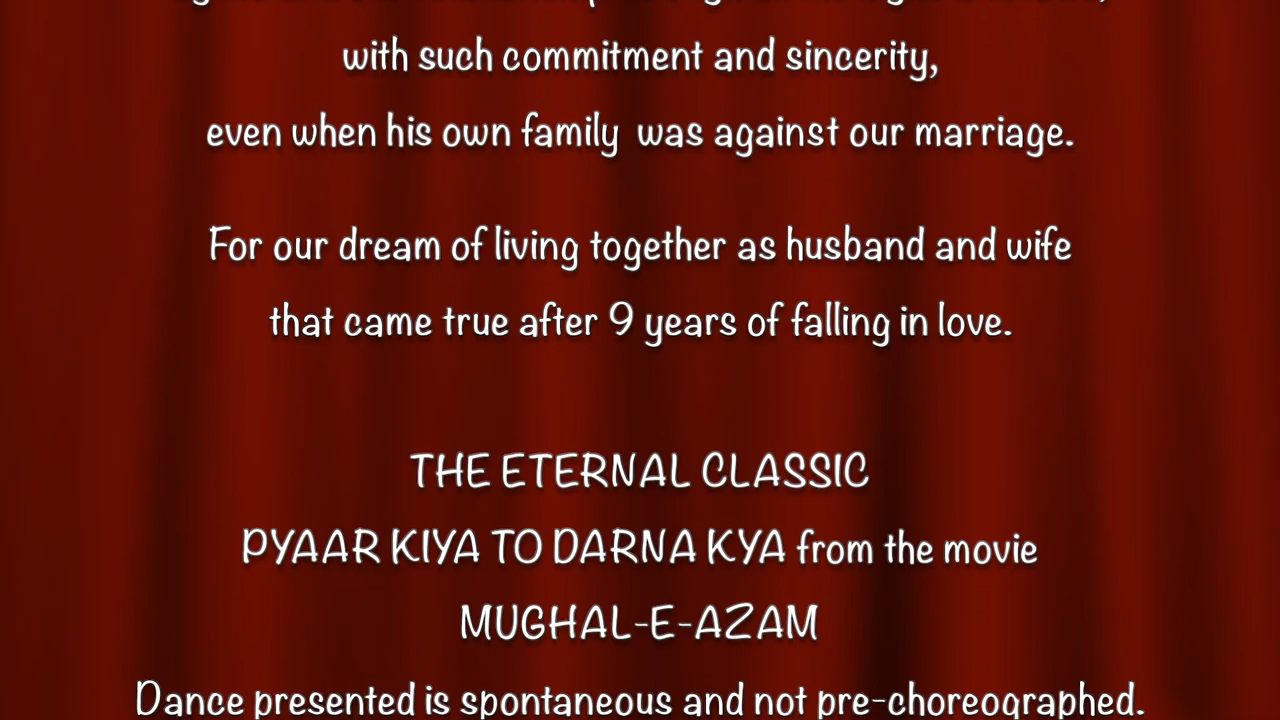 with such commitment and sincerity,
even when his own family was against our marriage.
For our dream of living together as husband and wife
that came true after 9 years of falling in love.
THE ETERNAL CLASSIC
PYAAR KIYA TO DARNA KYA from the movie
MUGHAL-E-AZAM
Dance presented is spontaneous and not pre-choreographed.